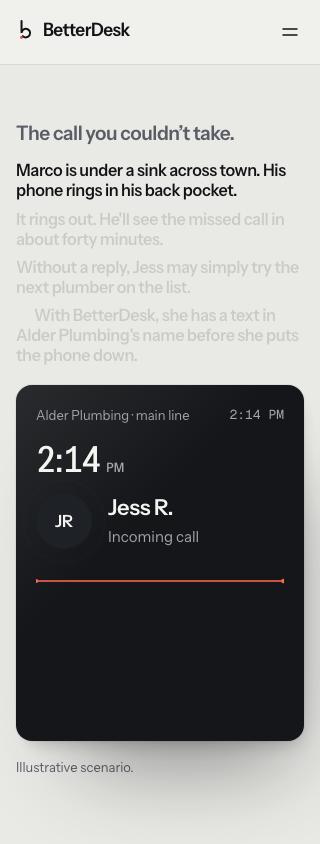 BetterDesk
The call you couldn’t take.
Marco is under a sink across town. His
phone rings in his back pocket.
It rings out. He'll see the missed call in
about forty minutes.
Without a reply, Jess may simply try the
next plumber on the list.
With BetterDesk, she has a text in
Alder Plumbing's name before she puts
the phone down.
Alder Plumbing · main line 2:14 PM
2:14 PM
JR
Jess R.
Incoming call
Illustrative scenario.